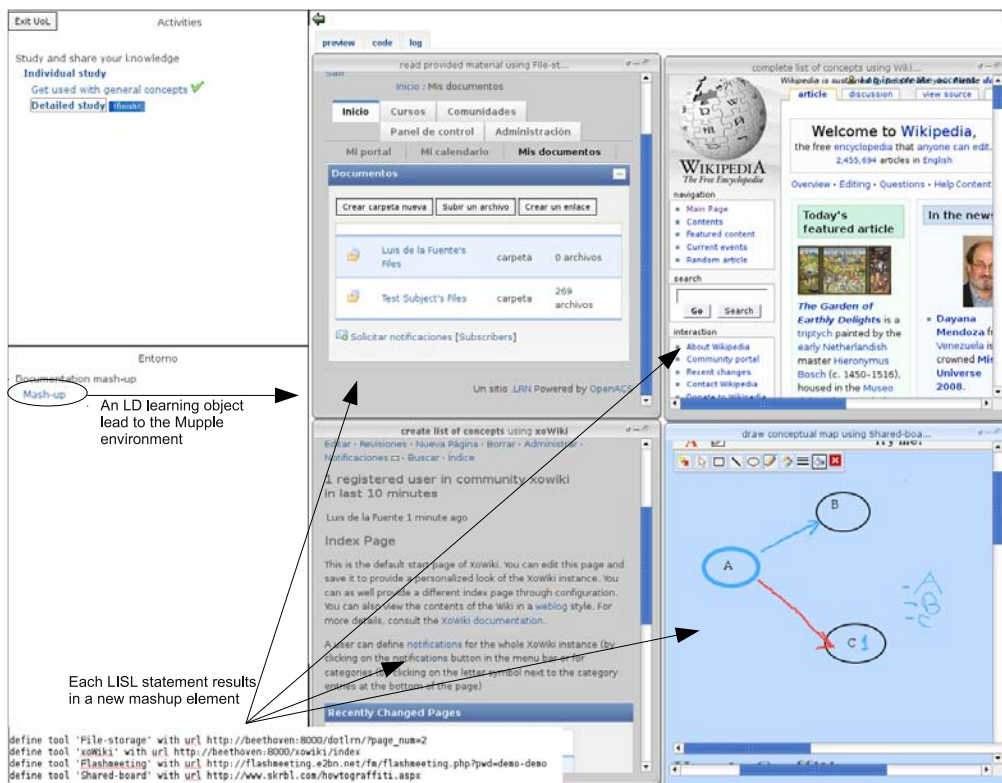 Exit UoL
Activities
Study and share your knowledge
Individual study
Get used with general concepts
Detailed study (finish)
Entorno
Documentation mash-up
Mash-up
An LD learning object
lead to the Mupple
environment
Each LISL statement results
in a new mashup element
define tool 'File-storage' with url http://beethoven:8000/dotlrn/?page_num=2
define tool 'xoWiki' with url http://beethoven:8000/xowiki/index
define tool 'Flashmeeting' with url http://flashmeeting.e2bn.net/fm/flashmeeting.php?pwd=demo-demo
define tool 'Shared-board' with url http://www.skrbl.com/howtograffiti.aspx
preview code log
read provided material using File-st...
Inicio : Mis documentos
Inicio Cursos Comunidades
Panel de control Administración
Mi portal Mi calendario Mis documentos
Documentos
Crear carpeta nueva Subir un archivo Crear un enlace
Luis de la Fuente's
Files
carpeta 0 archivos
Test Subject's Files carpeta 269
archivos
Solicitar notificaciones [Subscribers]
Un sitio .LRN Powered by OpenACS
complete list of concepts using Wiki...
Wikipedia is
article discussion view source
WIKIPEDIA
The Free Encyclopedia
navigation
Main Page
Contents
Featured content
Current events
Random article
search
Go Search
interaction
About Wikipedia
Community portal
Recent changes
Contact Wikipedia
Donate to Wikipedia
Welcome to Wikipedia,
the free encyclopedia that anyone can edit.
2,455,694 articles in English
Overview · Editing · Questions · Help Content
Today's
featured article
The Garden of
Earthly Delights is a
triptych painted by the
early Netherlandish
master Hieronymus
Bosch (c. 1450–1516),
housed in the Museo
In the news
Dayana
Mendoza
Venezuela is
crowned Mis
Universe
2008.
create list of concepts using xoWiki
Editar · Revisiones · Nueva Página · Borrar · Administrar ·
Notificaciones · Buscar · Índice
1 registered user in community xowiki
in last 10 minutes
Luis de la Fuente 1 minute ago
Index Page
This is the default start page of XoWiki. You can edit this page and
save it to provide a personalized look of the XoWiki instance. You
can as well provide a different index page through configuration.
You can also view the contents of the Wiki in a weblog style. For
more details, consult the XoWiki documentation.
A user can define notifications for the whole XoWiki instance (by
clicking on the notifications button in the menu bar or for
categories (by clicking on the letter symbol next to the category
entries at the bottom of the page)
Recently Changed Pages
draw conceptual map using Shared-boa...
Try me!
B
A
C 1
- A
- B
- C